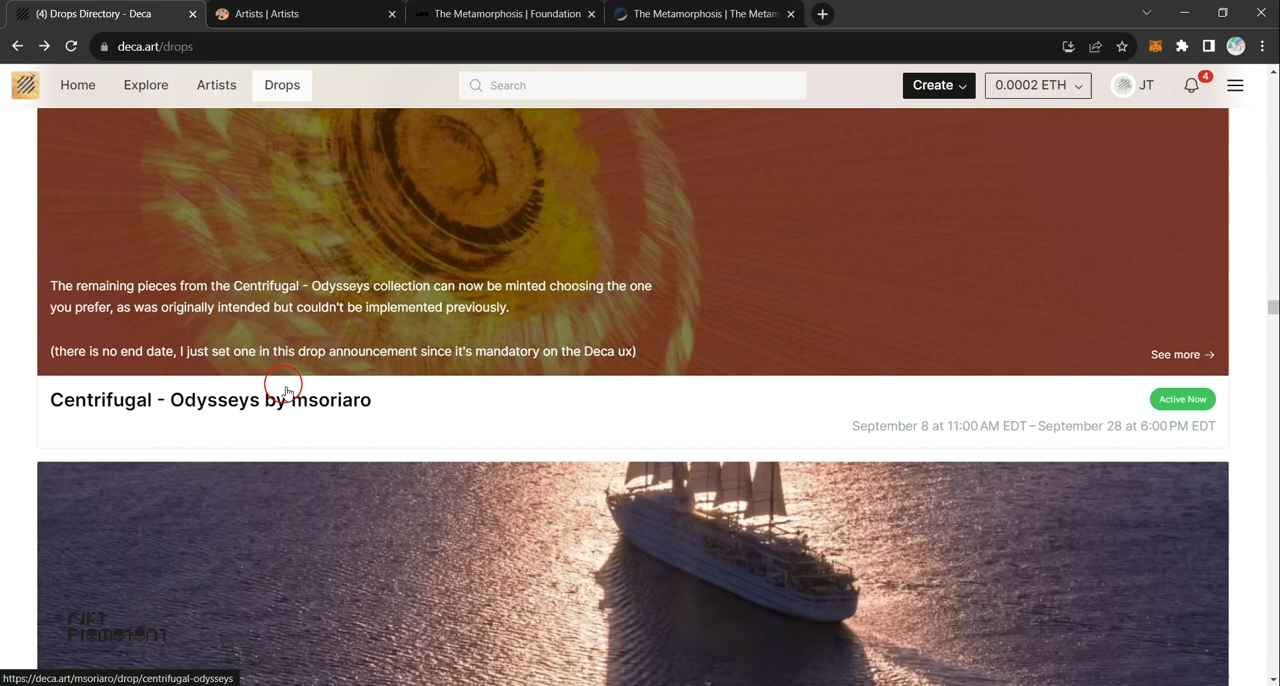 (4) Drops Directory - Deca
Artists | Artists
The Metamorphosis | Foundation
The Metamorphosis | The Metam
deca.art/drops
Home
Explore
Artists
Drops
Search
Create
0.0002 ETH
JT
4
The remaining pieces from the Centrifugal - Odysseys collection can now be minted choosing the one
you prefer, as was originally intended but couldn't be implemented previously.
(there is no end date, I just set one in this drop announcement since it's mandatory on the Deca ux)
See more →
Centrifugal - Odysseys by msoriaro
Active Now
September 8 at 11:00 AM EDT – September 28 at 6:00 PM EDT
https://deca.art/msoriaro/drop/centrifugal-odysseys